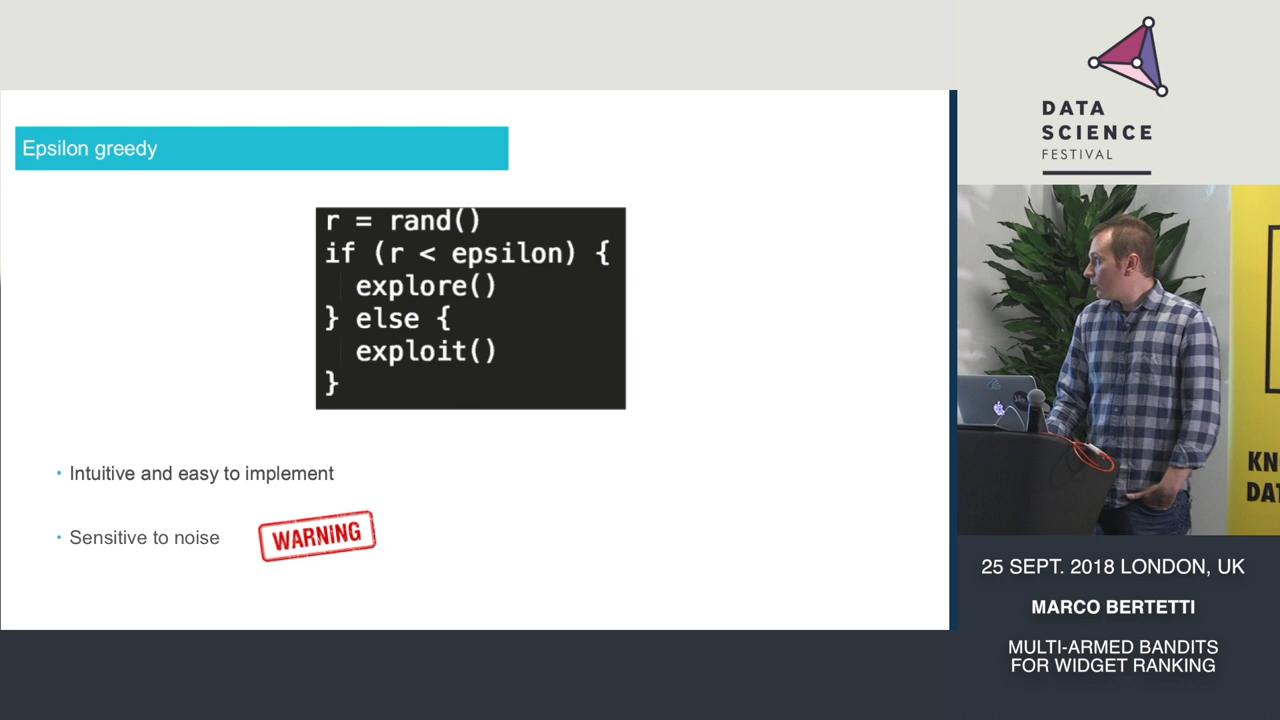 Epsilon greedy
r = rand()
if (r < epsilon) {
explore()
} else {
exploit()
}
• Intuitive and easy to implement
• Sensitive to noise
WARNING
DATA
SCIENCE
FESTIVAL
KN
DAT
25 SEPT. 2018 LONDON, UK
MARCO BERTETTI
MULTI-ARMED BANDITS
FOR WIDGET RANKING